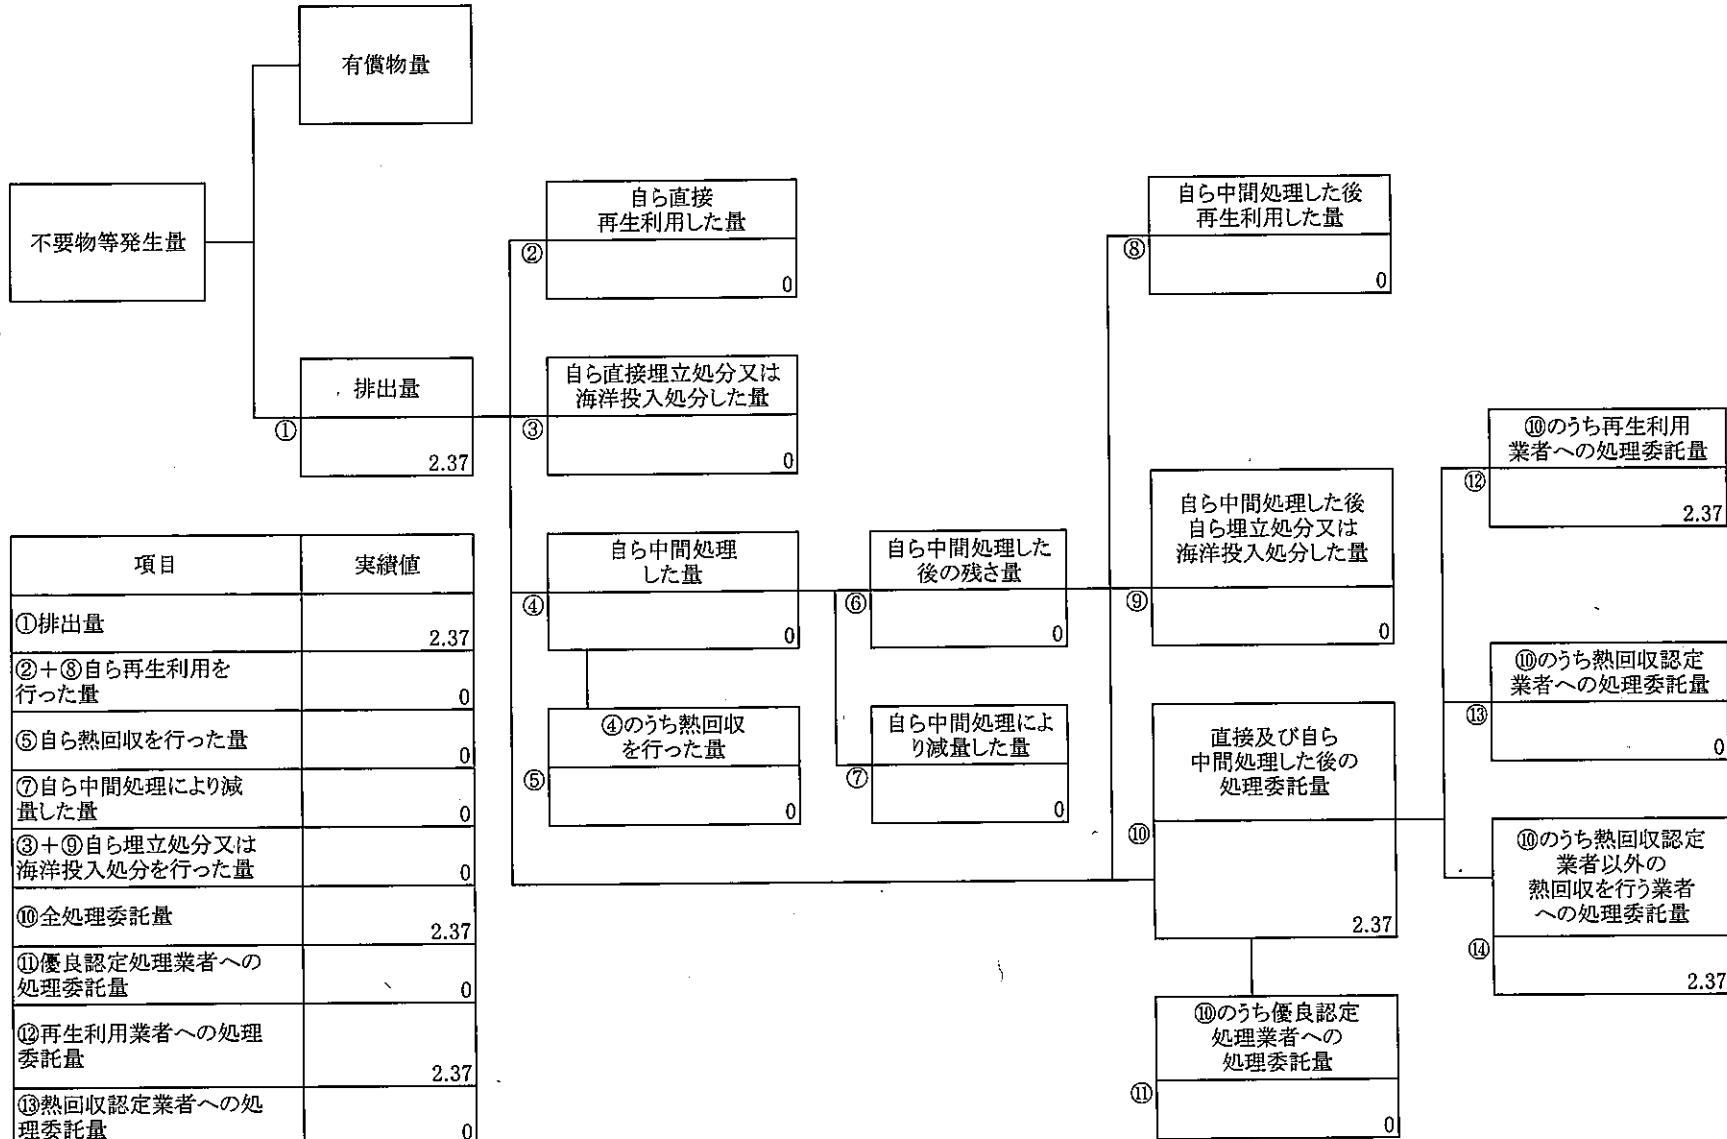 有償物量
不要物等発生量
排出量
①
2.37
自ら直接
再生利用した量
②
0
自ら直接埋立処分又は
海洋投入処分した量
③
0
自ら中間処理
した量
④
0
④のうち熱回収
を行った量
⑤
0
自ら中間処理した
後の残さ量
⑥
0
自ら中間処理によ
り減量した量
⑦
0
自ら中間処理した後
再生利用した量
⑧
0
自ら中間処理した後
自ら埋立処分又は
海洋投入処分した量
⑨
0
直接及び自ら
中間処理した後の
処理委託量
⑩
2.37
⑩のうち優良認定
処理業者への
処理委託量
⑪
0
⑩のうち再生利用
業者への処理委託量
⑫
2.37
⑩のうち熱回収認定
業者への処理委託量
⑬
0
⑩のうち熱回収認定
業者以外の
熱回収を行う業者
への処理委託量
⑭
2.37
項目 実績値
①排出量
2.37
②+⑧自ら再生利用を
行った量
0
⑤自ら熱回収を行った量
0
⑦自ら中間処理により減
量した量
0
③+⑨自ら埋立処分又は
海洋投入処分を行った量
0
⑩全処理委託量
2.37
⑪優良認定処理業者への
処理委託量
0
⑫再生利用業者への処理
委託量
2.37
⑬熱回収認定業者への処
理委託量
0